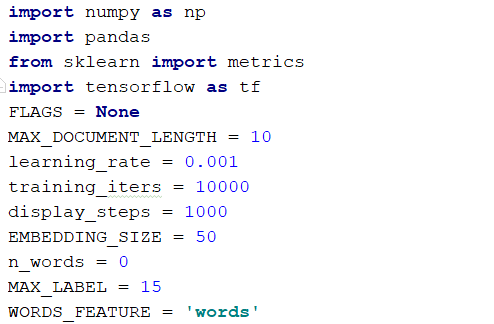 import numpy as np
import pandas
from sklearn import metrics
import tensorflow as tf
FLAGS = None
MAX_DOCUMENT_LENGTH = 10
learning_rate = 0.001
training_iters = 10000
display_steps = 1000
EMBEDDING_SIZE = 50
n_words = 0
MAX_LABEL = 15
WORDS_FEATURE = 'words'